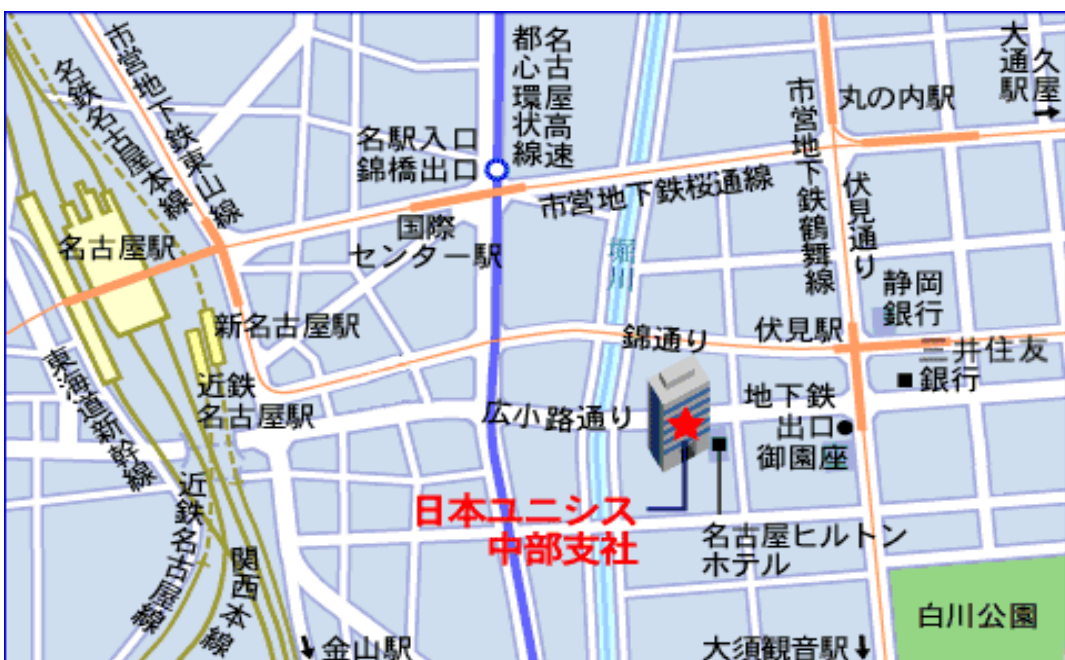 市営地下鉄東山線
名鉄名古屋本線
名古屋高速
都心環状線
久屋
大通駅
丸の内駅
名駅入口
錦橋出口
市営地下鉄桜通線
市営地下鉄鶴舞線
伏見通り
国際
センター駅
名古屋駅
堀川
静岡
銀行
新名古屋駅
錦通り
伏見駅
三井住友
銀行
東海道新幹線
近鉄
名古屋駅
広小路通り
地下鉄
出口
御園座
日本ユニシス
中部支社
名古屋ヒルトン
ホテル
近鉄名古屋線
関西本線
白川公園
金山駅
大須観音駅